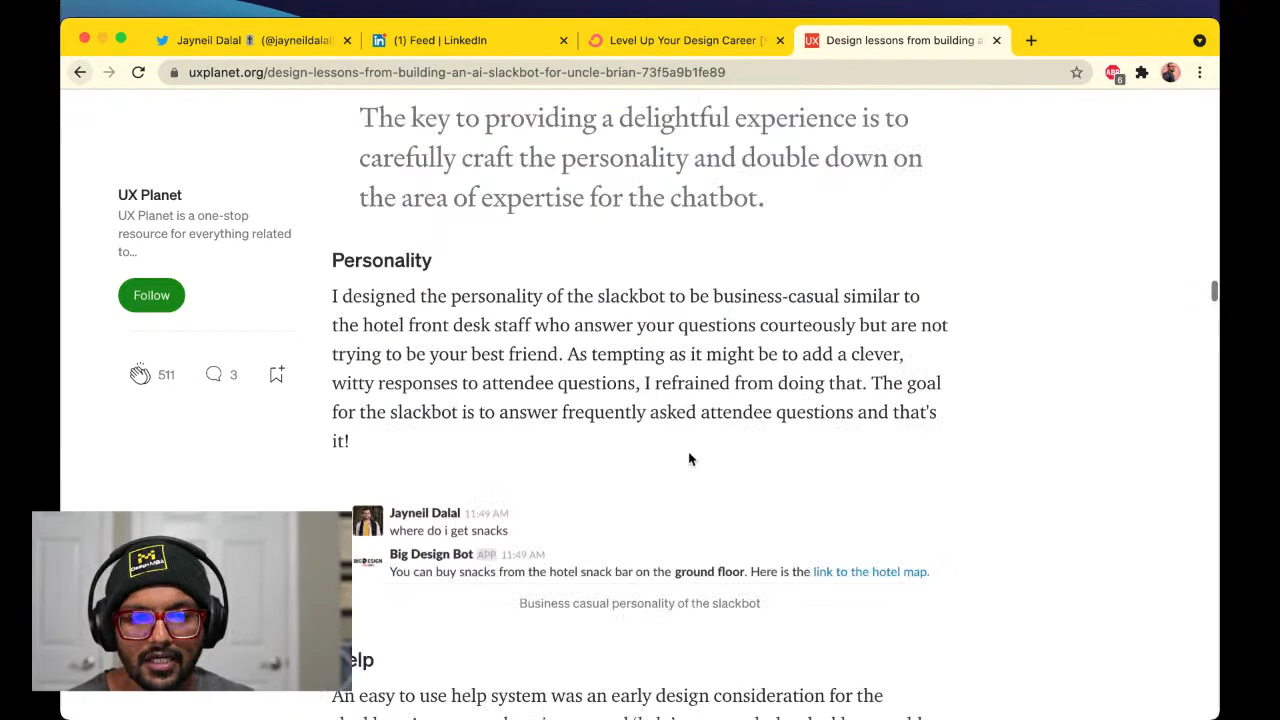 Jayneil Dalal (@jayneildalal)
(1) Feed | LinkedIn
Level Up Your Design Career
UX
Design lessons from building
uxplanet.org/design-lessons-from-building-an-ai-slackbot-for-uncle-brian-73f5a9b1fe89
ABP
6
The key to providing a delightful experience is to
carefully craft the personality and double down on
the area of expertise for the chatbot.
UX Planet
UX Planet is a one-stop
resource for everything related
to...
Follow
511
3
Personality
I designed the personality of the slackbot to be business-casual similar to
the hotel front desk staff who answer your questions courteously but are not
trying to be your best friend. As tempting as it might be to add a clever,
witty responses to attendee questions, I refrained from doing that. The goal
for the slackbot is to answer frequently asked attendee questions and that's
it!
Jayneil Dalal 11:49 AM
where do i get snacks
Big Design Bot APP 11:49 AM
You can buy snacks from the hotel snack bar on the ground floor. Here is the link to the hotel map.
Business casual personality of the slackbot
elp
An easy to use help system was an early design consideration for the